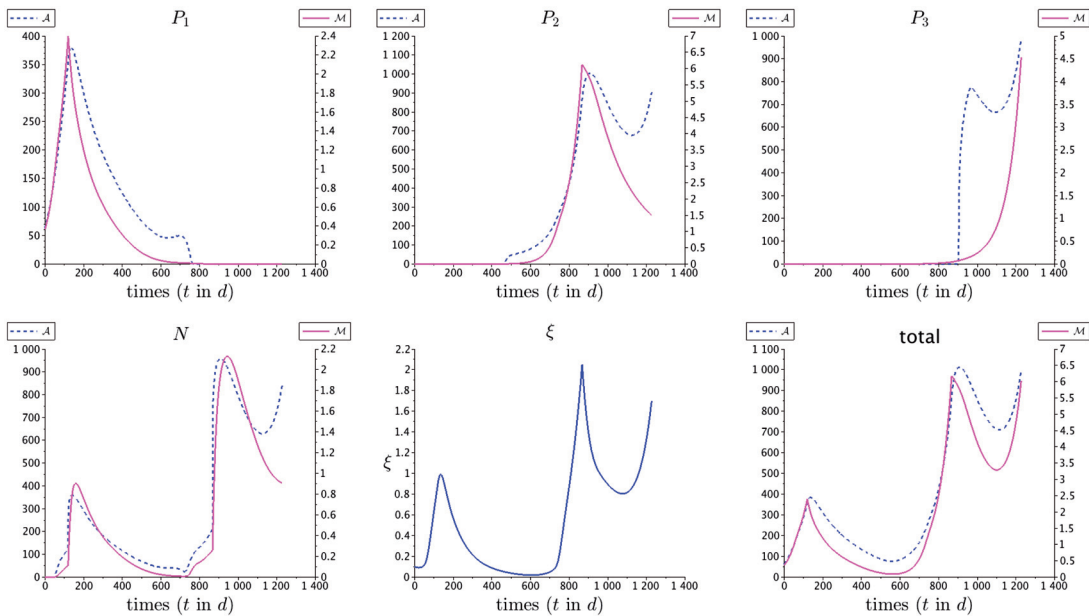 A P₁ M
400 2.4
350 2.2
300 2
250 1.8
200 1.6
150 1.4
100 1.2
50 1
0 0.8
0.6
0.4
0.2
0
0 200 400 600 800 1 000 1 200 1 400
times (t in d)
A P₂ M
1 200 7
1 100 6.5
1 000 6
900 5.5
800 5
700 4.5
600 4
500 3.5
400 3
300 2.5
200 2
100 1.5
0 1
0.5
0
0 200 400 600 800 1 000 1 200 1 400
times (t in d)
A P₃ M
1 000 5
900 4.5
800 4
700 3.5
600 3
500 2.5
400 2
300 1.5
200 1
100 0.5
0 0
0 200 400 600 800 1 000 1 200 1 400
times (t in d)
A N M
1 000 2.2
900 2
800 1.8
700 1.6
600 1.4
500 1.2
400 1
300 0.8
200 0.6
100 0.4
0 0.2
0
0 200 400 600 800 1 000 1 200 1 400
times (t in d)
ξ
2.2
2
1.8
1.6
1.4
1.2
ξ 1
0.8
0.6
0.4
0.2
0
0 200 400 600 800 1 000 1 200 1 400
times (t in d)
A total M
1 100 7
1 000 6.5
900 6
800 5.5
700 5
600 4.5
500 4
400 3.5
300 3
200 2.5
100 2
0 1.5
1
0.5
0
0 200 400 600 800 1 000 1 200 1 400
times (t in d)